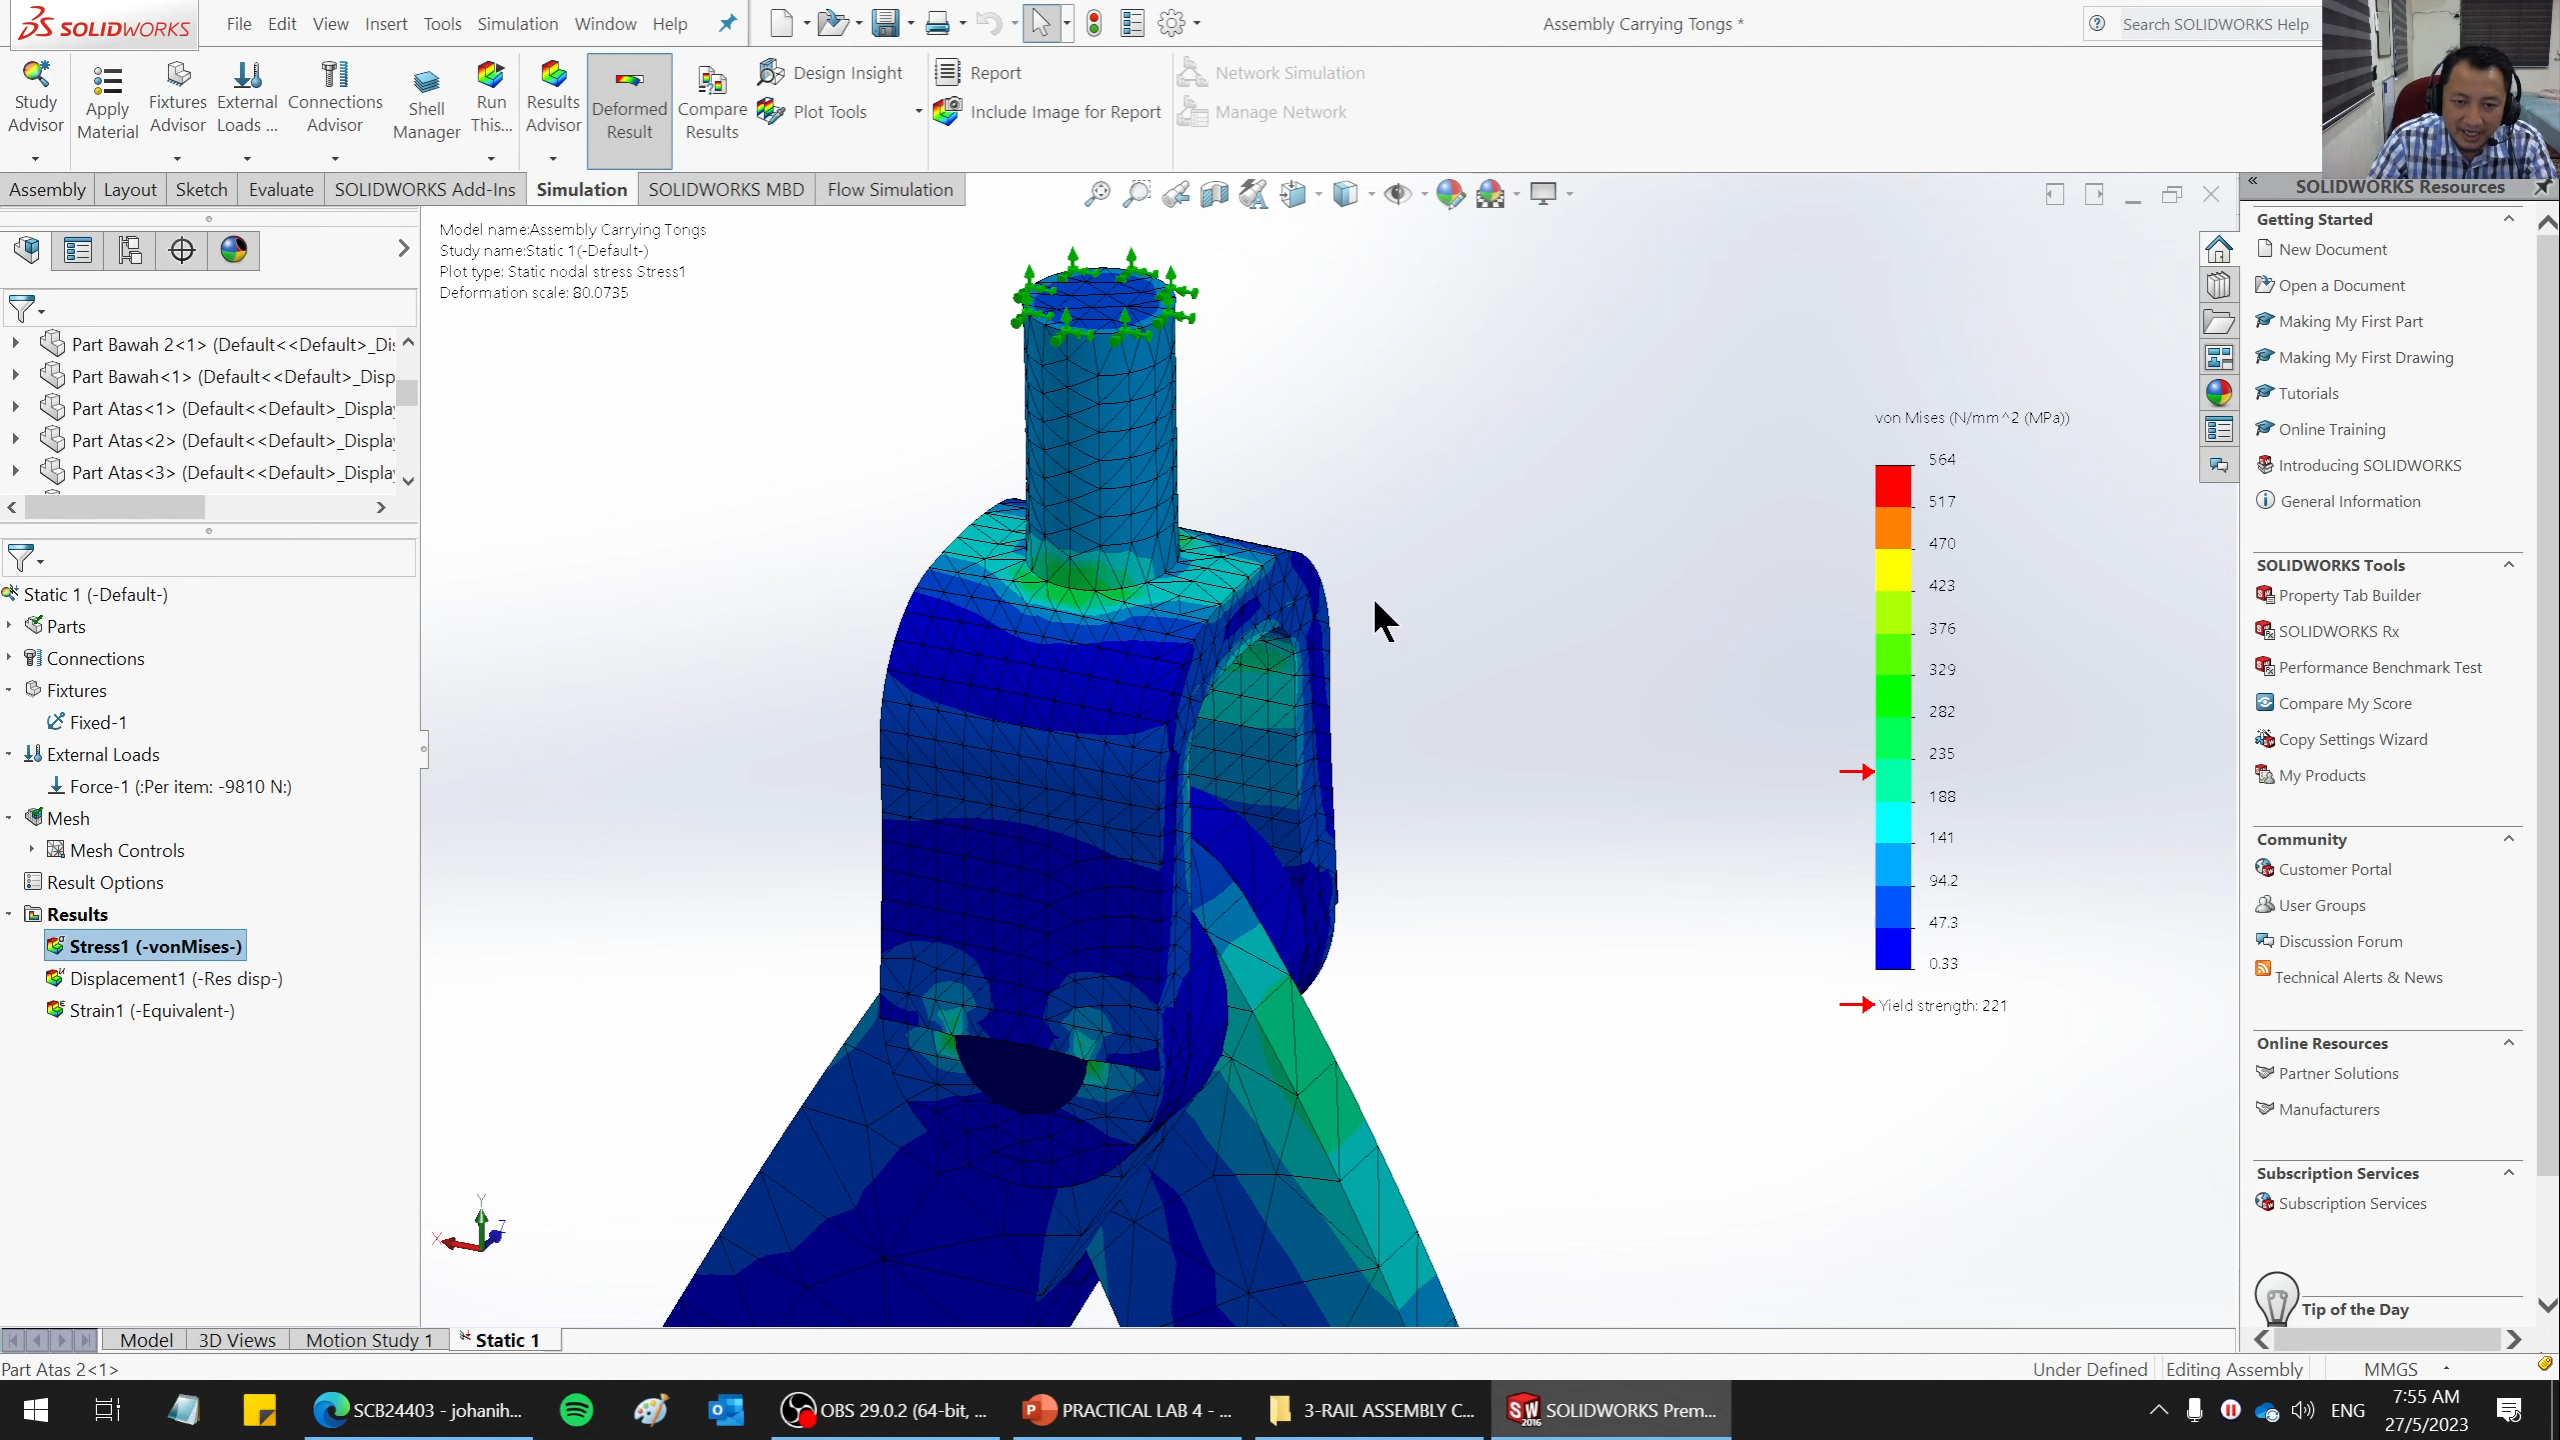 SOLIDWORKS
File Edit View Insert Tools Simulation Window Help
Assembly Carrying Tongs *
Search SOLIDWORKS Help
Study Advisor
Apply Material
Fixtures Advisor
External Loads ...
Connections Advisor
Shell Manager
Run This...
Results Advisor
Deformed Result
Compare Results
Design Insight
Plot Tools
Report
Include Image for Report
Network Simulation
Manage Network
Assembly Layout Sketch Evaluate SOLIDWORKS Add-Ins Simulation SOLIDWORKS MBD Flow Simulation
Part Bawah 2<1> (Default<<Default>_Dis
Part Bawah<1> (Default<<Default>_Disp
Part Atas<1> (Default<<Default>_Displa
Part Atas<2> (Default<<Default>_Displa
Part Atas<3> (Default<<Default>_Displa
Static 1 (-Default-)
Parts
Connections
Fixtures
Fixed-1
External Loads
Force-1 (:Per item: -9810 N:)
Mesh
Mesh Controls
Result Options
Results
Stress1 (-vonMises-)
Displacement1 (-Res disp-)
Strain1 (-Equivalent-)
Model name:Assembly Carrying Tongs
Study name:Static 1(-Default-)
Plot type: Static nodal stress Stress1
Deformation scale: 80.0735
Y
X
Z
von Mises (N/mm^2 (MPa))
564
517
470
423
376
329
282
235
188
141
94.2
47.3
0.33
Yield strength: 221
SOLIDWORKS Resources
Getting Started
New Document
Open a Document
Making My First Part
Making My First Drawing
Tutorials
Online Training
Introducing SOLIDWORKS
General Information
SOLIDWORKS Tools
Property Tab Builder
SOLIDWORKS Rx
Performance Benchmark Test
Compare My Score
Copy Settings Wizard
My Products
Community
Customer Portal
User Groups
Discussion Forum
Technical Alerts & News
Online Resources
Partner Solutions
Manufacturers
Subscription Services
Subscription Services
Tip of the Day
Model 3D Views Motion Study 1 Static 1
Part Atas 2<1>
Under Defined Editing Assembly MMGS
SCB24403 - johanih...
OBS 29.0.2 (64-bit, ...
PRACTICAL LAB 4 - ...
3-RAIL ASSEMBLY C...
SW 2016
SOLIDWORKS Prem...
ENG
7:55 AM
27/5/2023